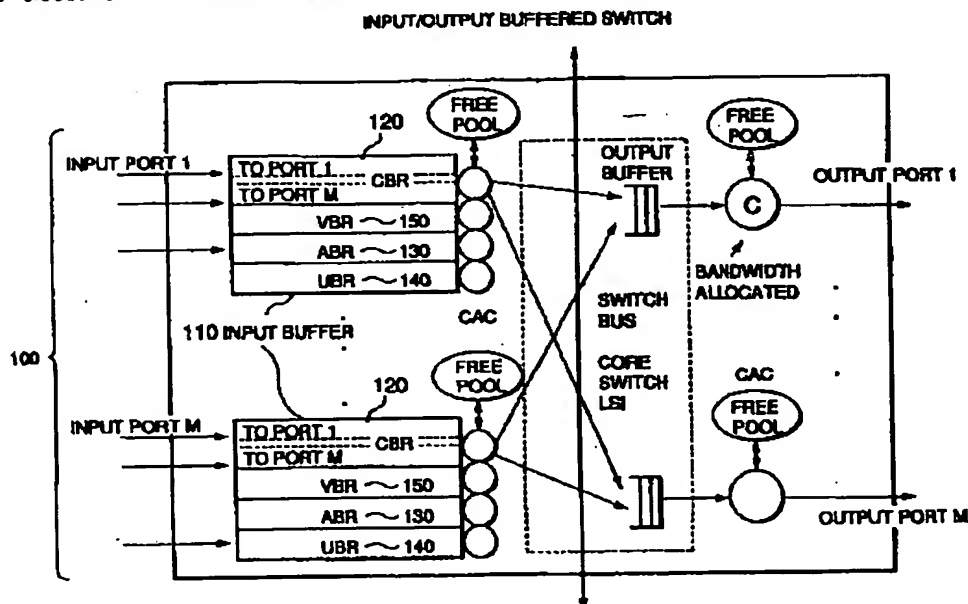 INPUT/OUTPUT BUFFERED SWITCH
FREE
POOL
120
INPUT PORT 1
TO PORT 1
CBR
TO PORT M
VBR 150
ABR 130
UBR 140
CAC
110 INPUT BUFFER
100
FREE
POOL
120
INPUT PORT M
TO PORT 1
CBR
TO PORT M
VBR 150
ABR 130
UBR 140
OUTPUT
BUFFER
SWITCH
BUS
CORE
SWITCH
LSI
FREE
POOL
C
OUTPUT PORT 1
BANDWIDTH
ALLOCATED
CAC
FREE
POOL
OUTPUT PORT M